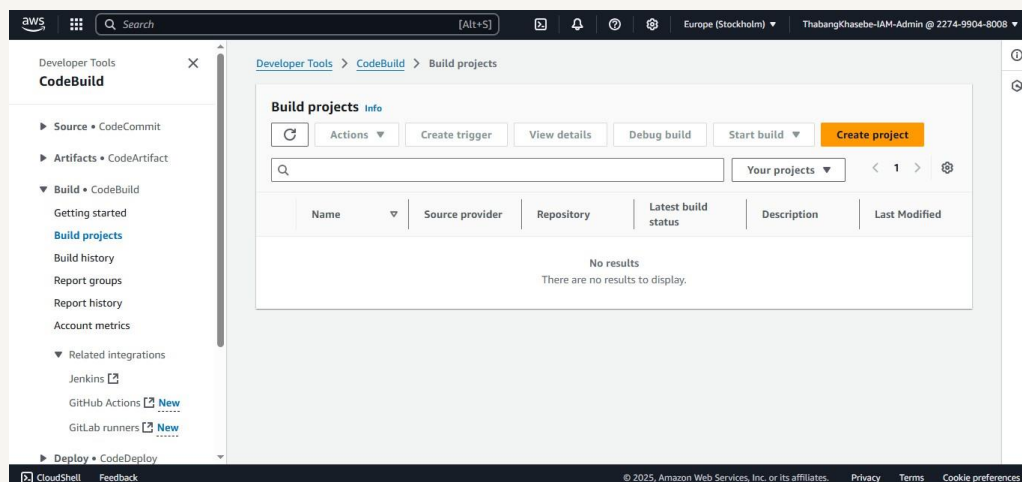 aws Search [Alt+S] Europe (Stockholm) ThabangKhasebe-IAM-Admin @ 2274-9904-8008
Developer Tools
CodeBuild
Source • CodeCommit
Artifacts • CodeArtifact
Build • CodeBuild
Getting started
Build projects
Build history
Report groups
Report history
Account metrics
Related integrations
Jenkins
GitHub Actions New
GitLab runners New
Deploy • CodeDeploy
Developer Tools > CodeBuild > Build projects
Build projects Info
Actions Create trigger View details Debug build Start build Create project
Your projects < 1 >
Name Source provider Repository Latest build status Description Last Modified
No results
There are no results to display.
CloudShell Feedback © 2025, Amazon Web Services, Inc. or its affiliates. Privacy Terms Cookie preferences